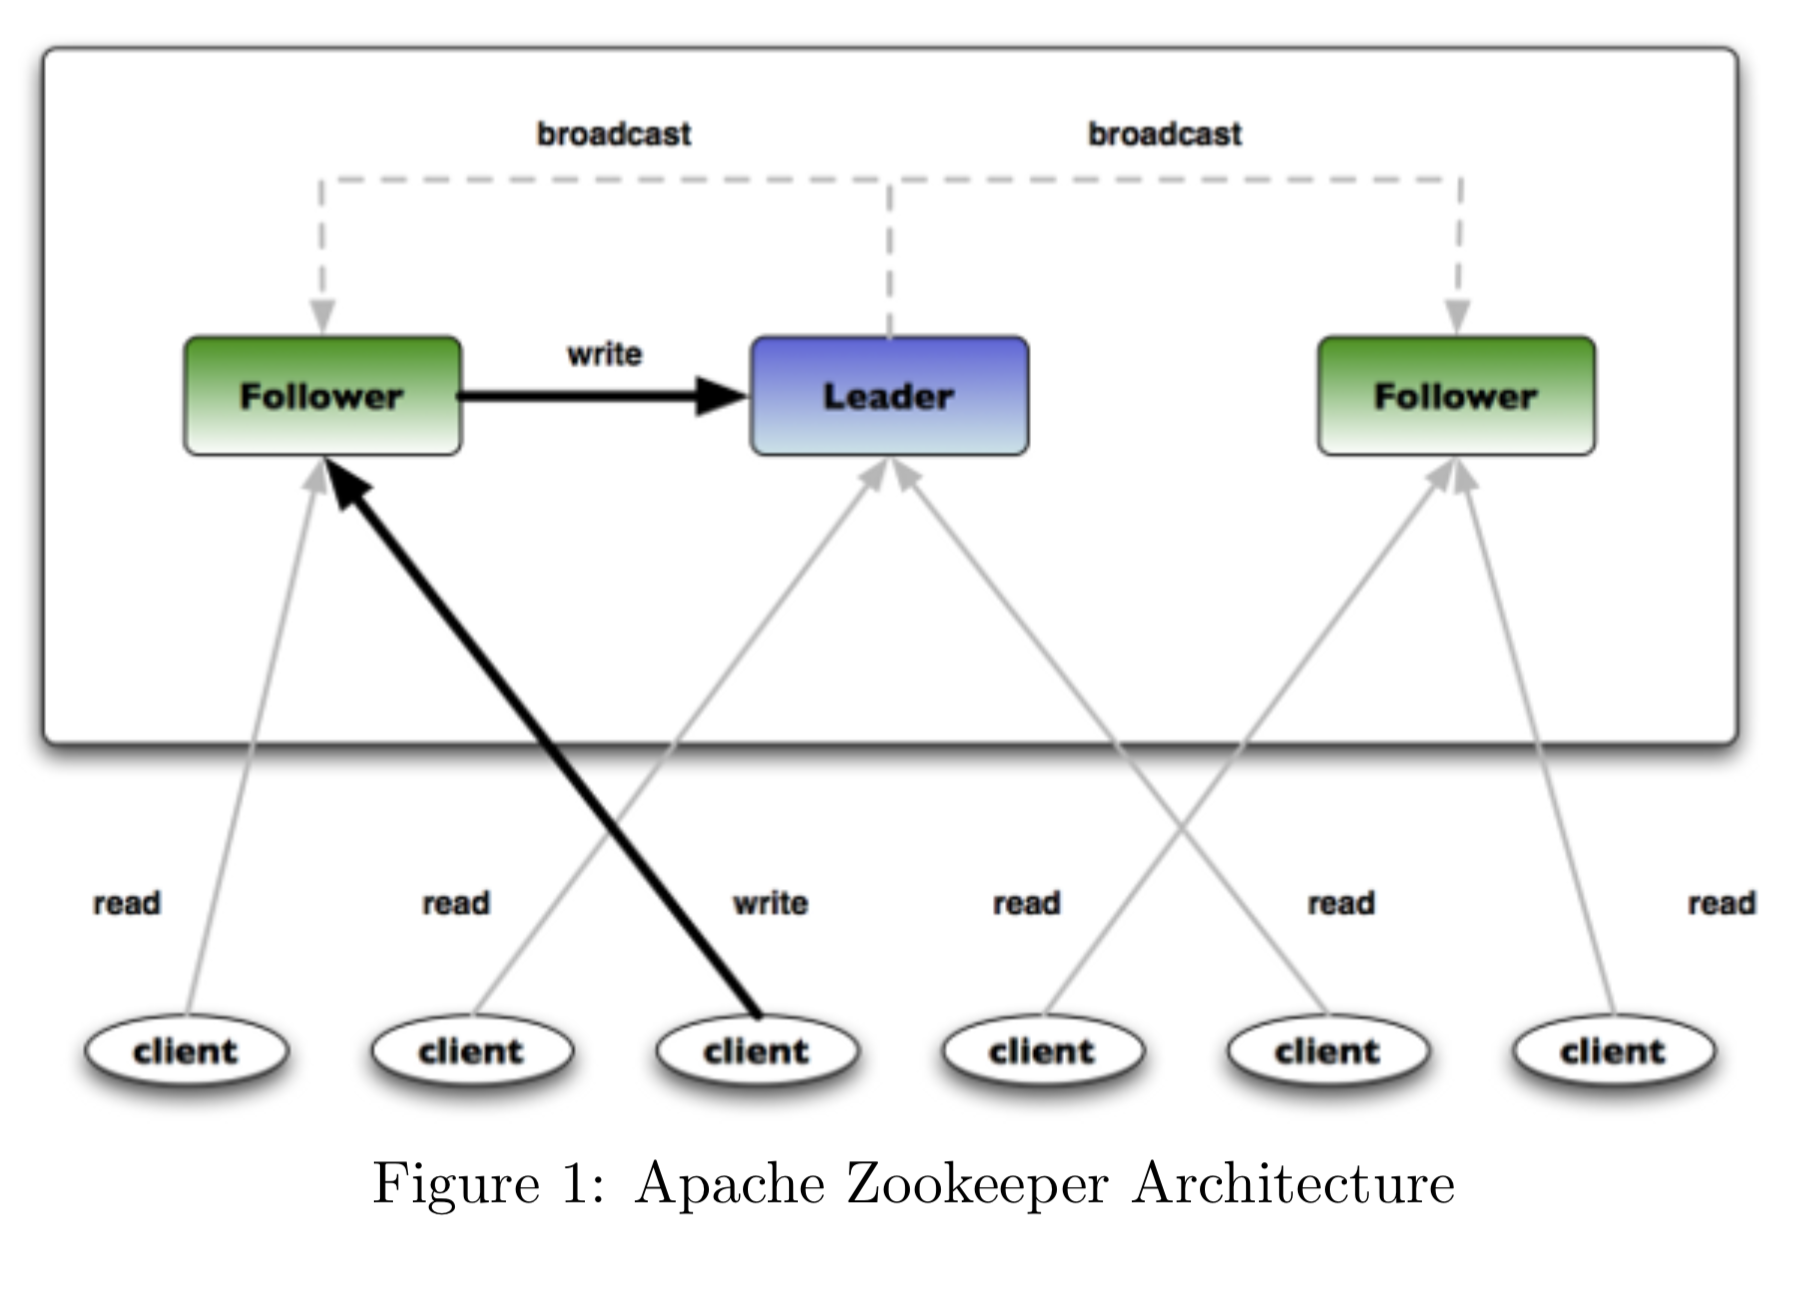 broadcast broadcast
write
Follower Leader Follower
read read write read read read
client client client client client client
Figure 1: Apache Zookeeper Architecture